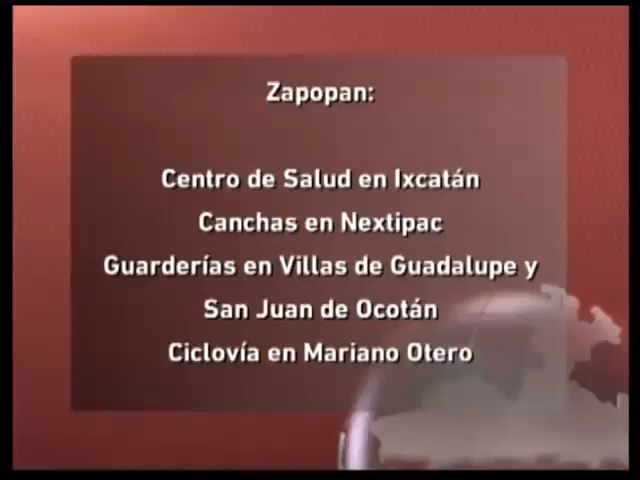 Zapopan:
Centro de Salud en Ixcatán
Canchas en Nextipac
Guarderías en Villas de Guadalupe y
San Juan de Ocotán
Ciclovía en Mariano Otero